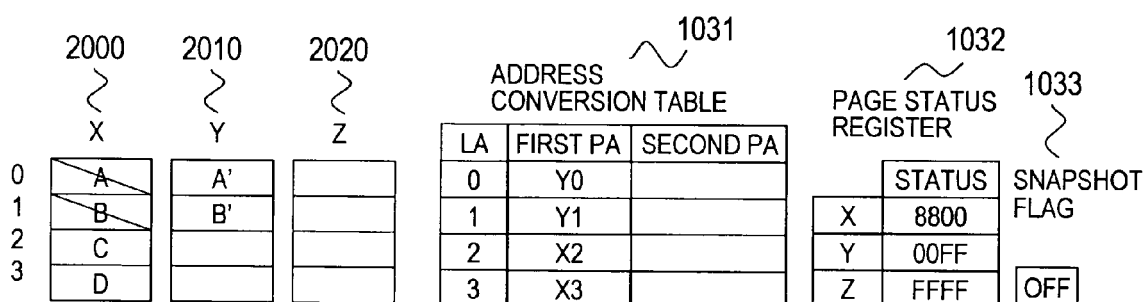 2000 2010 2020
X Y Z
0 A A'
1 B B'
2 C
3 D
1031
ADDRESS
CONVERSION TABLE
LA FIRST PA SECOND PA
0 Y0
1 Y1
2 X2
3 X3
1032
PAGE STATUS
REGISTER
STATUS
X 8800
Y 00FF
Z FFFF
1033
SNAPSHOT
FLAG
OFF